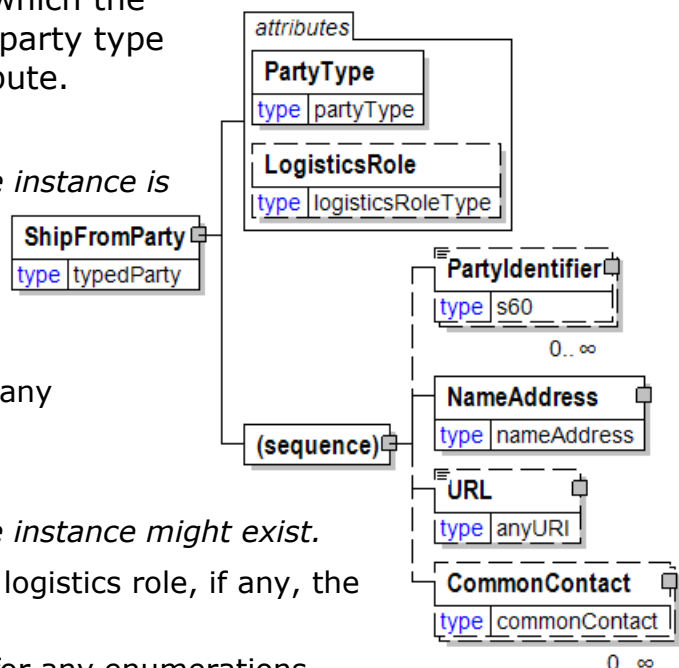 which the
party type
bute.
e instance is
any
e instance might exist.
logistics role, if any, the
for any enumerations
attributes
PartyType
type partyType
LogisticsRole
type logisticsRoleType
ShipFromParty
type typedParty
(sequence)
PartyIdentifier
type s60
0.. ∞
NameAddress
type nameAddress
URL
type anyURI
CommonContact
type commonContact
0.. ∞